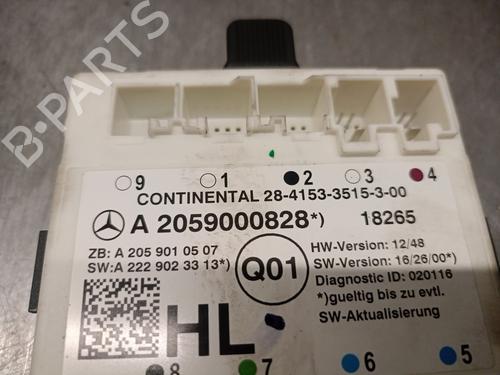 B-PARTS
9 1 2 3 4
CONTINENTAL 28-4153-3515-3-00
A 2059000828*) 18265
ZB: A 205 901 05 07
SW:A 222 902 33 13*)
Q01
HW-Version: 12/48
SW-Version: 16/26/00*)
Diagnostic ID: 020116
*)gueltig bis zu evtl.
SW-Aktualisierung
HL
8 7 6 5